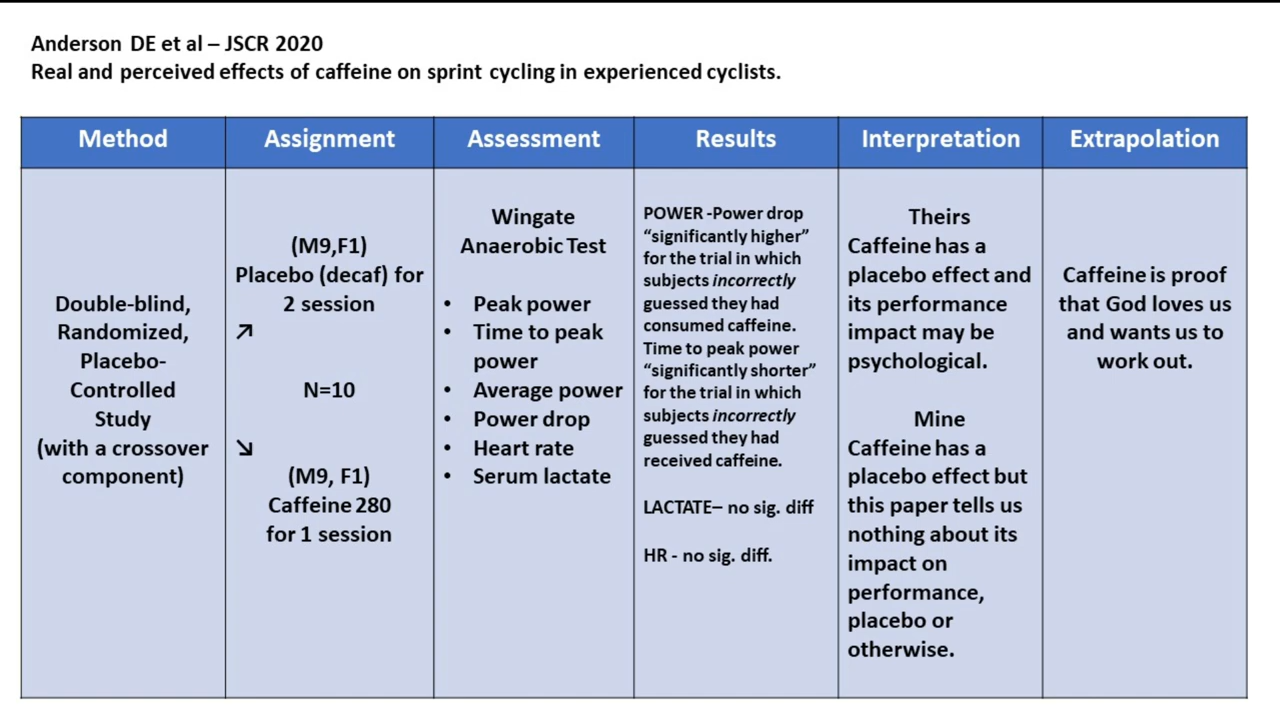 Anderson DE et al – JSCR 2020
Real and perceived effects of caffeine on sprint cycling in experienced cyclists.
Method
Assignment
Assessment
Results
Interpretation
Extrapolation
Double-blind,
Randomized,
Placebo-
Controlled
Study
(with a crossover
component)
(M9,F1)
Placebo (decaf) for
2 session
↗
N=10
↘
(M9, F1)
Caffeine 280
for 1 session
Wingate
Anaerobic Test
• Peak power
• Time to peak
power
• Average power
• Power drop
• Heart rate
• Serum lactate
POWER -Power drop
“significantly higher”
for the trial in which
subjects incorrectly
guessed they had
consumed caffeine.
Time to peak power
“significantly shorter”
for the trial in which
subjects incorrectly
guessed they had
received caffeine.
LACTATE– no sig. diff
HR - no sig. diff.
Theirs
Caffeine has a
placebo effect and
its performance
impact may be
psychological.
Mine
Caffeine has a
placebo effect but
this paper tells us
nothing about its
impact on
performance,
placebo or
otherwise.
Caffeine is proof
that God loves us
and wants us to
work out.